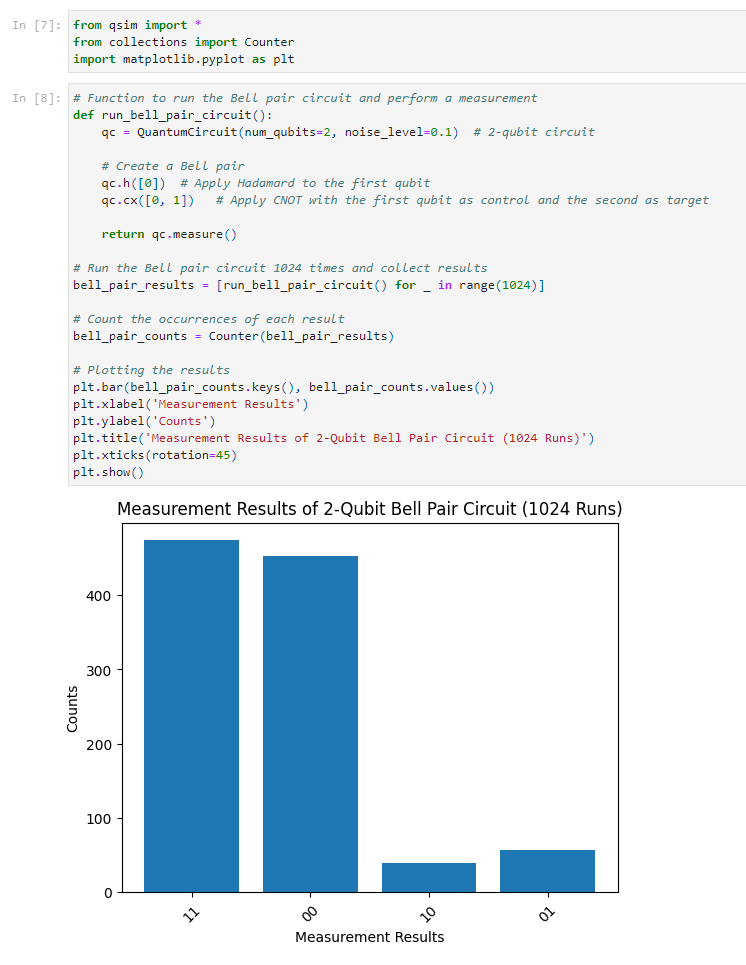 In [7]:
from qsim import *
from collections import Counter
import matplotlib.pyplot as plt
In [8]:
# Function to run the Bell pair circuit and perform a measurement
def run_bell_pair_circuit():
    qc = QuantumCircuit(num_qubits=2, noise_level=0.1)  # 2-qubit circuit
    # Create a Bell pair
    qc.h([0])  # Apply Hadamard to the first qubit
    qc.cx([0, 1])   # Apply CNOT with the first qubit as control and the second as target
    return qc.measure()
# Run the Bell pair circuit 1024 times and collect results
bell_pair_results = [run_bell_pair_circuit() for _ in range(1024)]
# Count the occurrences of each result
bell_pair_counts = Counter(bell_pair_results)
# Plotting the results
plt.bar(bell_pair_counts.keys(), bell_pair_counts.values())
plt.xlabel('Measurement Results')
plt.ylabel('Counts')
plt.title('Measurement Results of 2-Qubit Bell Pair Circuit (1024 Runs)')
plt.xticks(rotation=45)
plt.show()
Measurement Results of 2-Qubit Bell Pair Circuit (1024 Runs)
400
300
200
100
0
Counts
11 00 10 01
Measurement Results